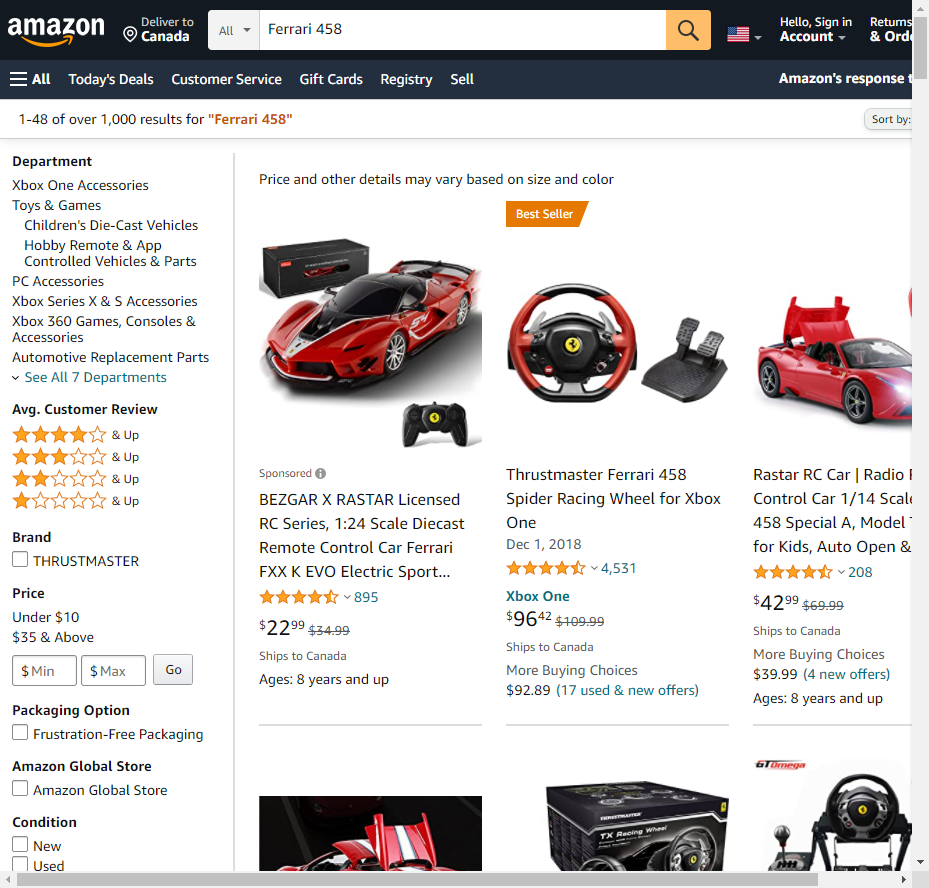 amazon
Deliver to
Canada
All
Ferrari 458
Hello, Sign in
Account
Returns
& Orde
All
Today's Deals
Customer Service
Gift Cards
Registry
Sell
Amazon's response t
1-48 of over 1,000 results for "Ferrari 458"
Sort by:
Department
Xbox One Accessories
Toys & Games
Children's Die-Cast Vehicles
Hobby Remote & App
Controlled Vehicles & Parts
PC Accessories
Xbox Series X & S Accessories
Xbox 360 Games, Consoles &
Accessories
Automotive Replacement Parts
See All 7 Departments
Avg. Customer Review
& Up
& Up
& Up
& Up
Brand
THRUSTMASTER
Price
Under $10
$35 & Above
$ Min
$ Max
Go
Packaging Option
Frustration-Free Packaging
Amazon Global Store
Amazon Global Store
Condition
New
Used
Price and other details may vary based on size and color
Sponsored
BEZGAR X RASTAR Licensed
RC Series, 1:24 Scale Diecast
Remote Control Car Ferrari
FXX K EVO Electric Sport...
895
$2299 $34.99
Ships to Canada
Ages: 8 years and up
Best Seller
Thrustmaster Ferrari 458
Spider Racing Wheel for Xbox
One
Dec 1, 2018
4,531
Xbox One
$9642 $109.99
Ships to Canada
More Buying Choices
$92.89 (17 used & new offers)
Rastar RC Car | Radio R
Control Car 1/14 Scale
458 Special A, Model T
for Kids, Auto Open &
208
$4299 $69.99
Ships to Canada
More Buying Choices
$39.99 (4 new offers)
Ages: 8 years and up
THRUSTMASTER
TX Racing Wheel
GT Omega